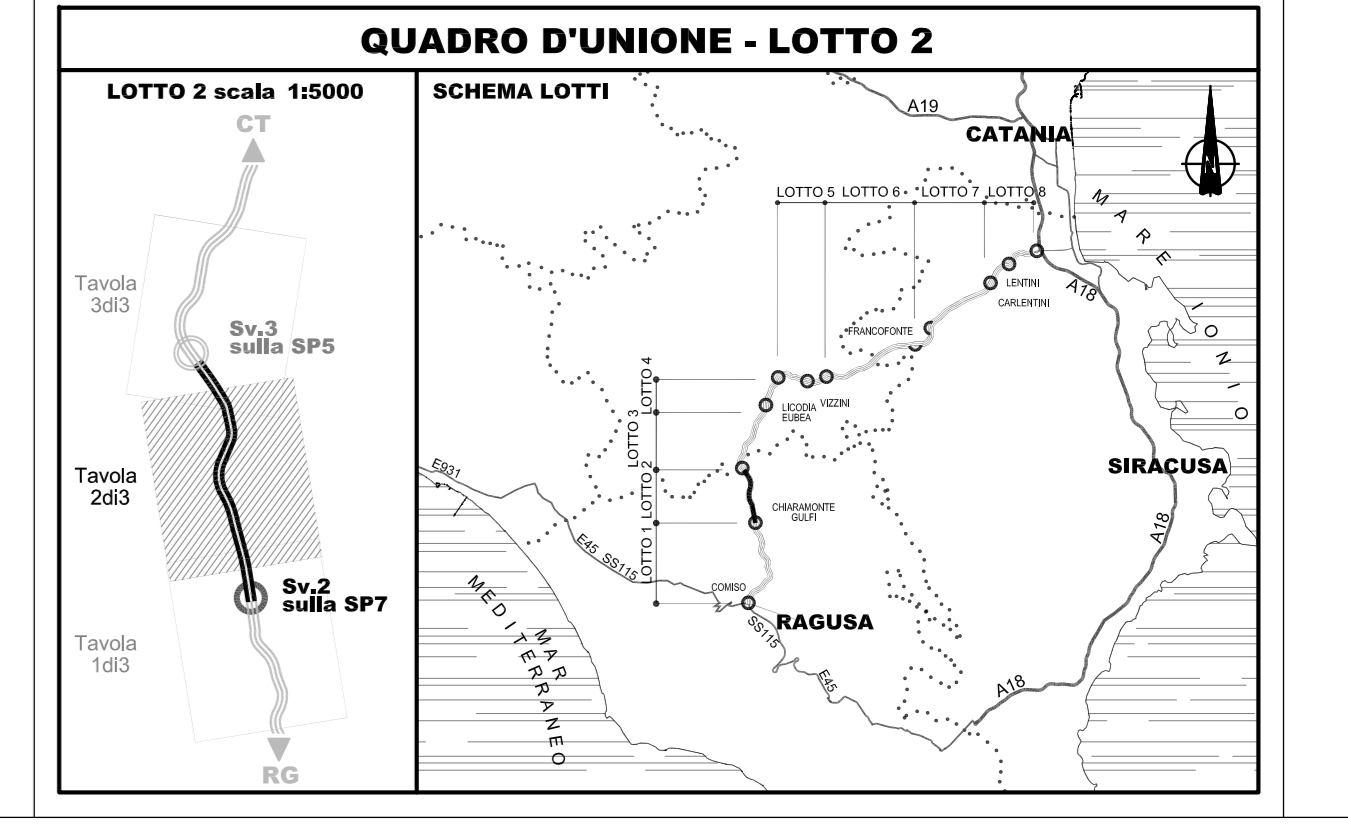 QUADRO D'UNIONE - LOTTO 2
LOTTO 2 scala 1:5000
CT
Tavola
3di3
Sv.3
sulla SP5
Tavola
2di3
Sv.2
sulla SP7
Tavola
1di3
RG
SCHEMA LOTTI
A19
CATANIA
N
LOTTO 5
LOTTO 6
LOTTO 7
LOTTO 8
MARE IONIO
LENTINI
CARLENTINI
A18
FRANCOFONTE
LOTTO 4
LOTTO 3
LOTTO 2
LOTTO 1
LICODIA
EUBEA
VIZZINI
E931
SIRACUSA
CHIARAMONTE
GULFI
A18
E45
SS115
COMISO
RAGUSA
SS115
E45
A18
MAR
MEDITERRANEO